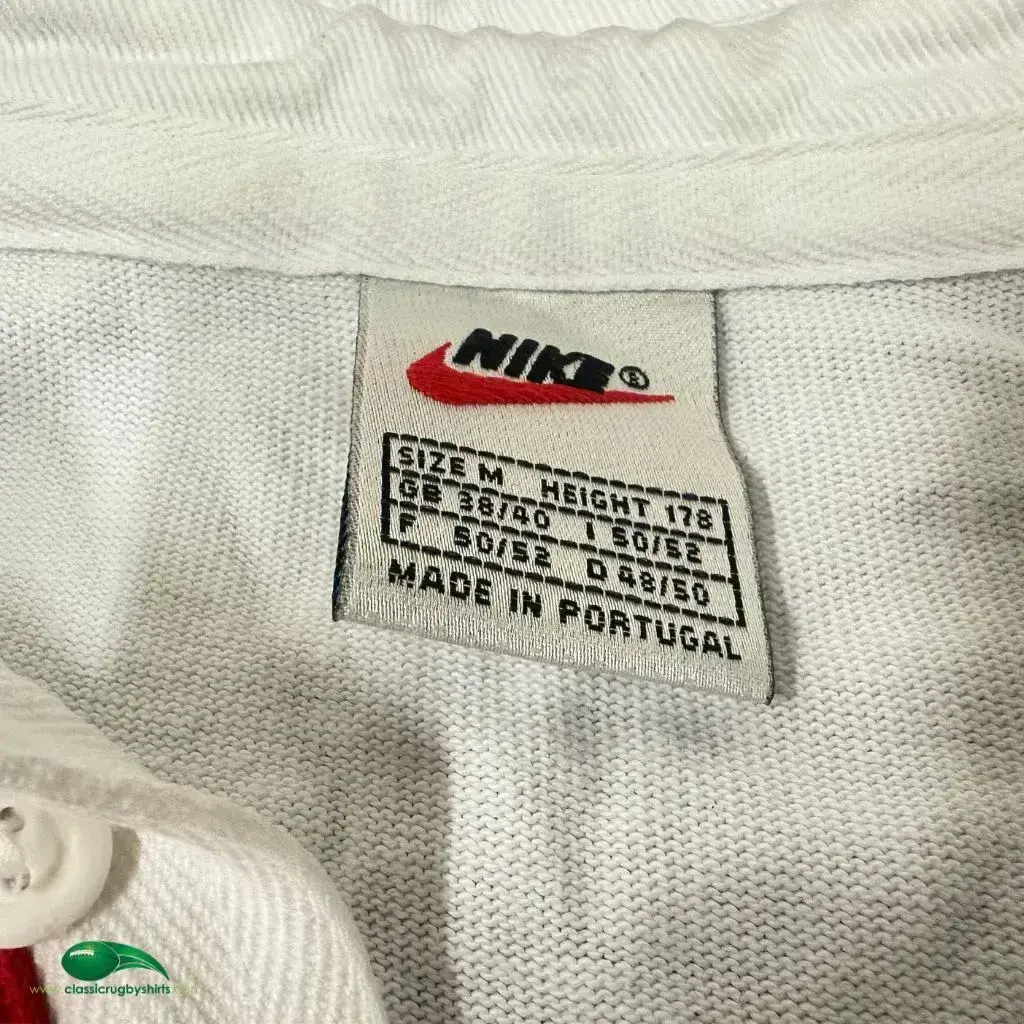 NIKE®
SIZE M HEIGHT 178
GB 38/40 I 50/52
F 50/52 D 48/50
MADE IN PORTUGAL
www.classicrugbyshirts.com